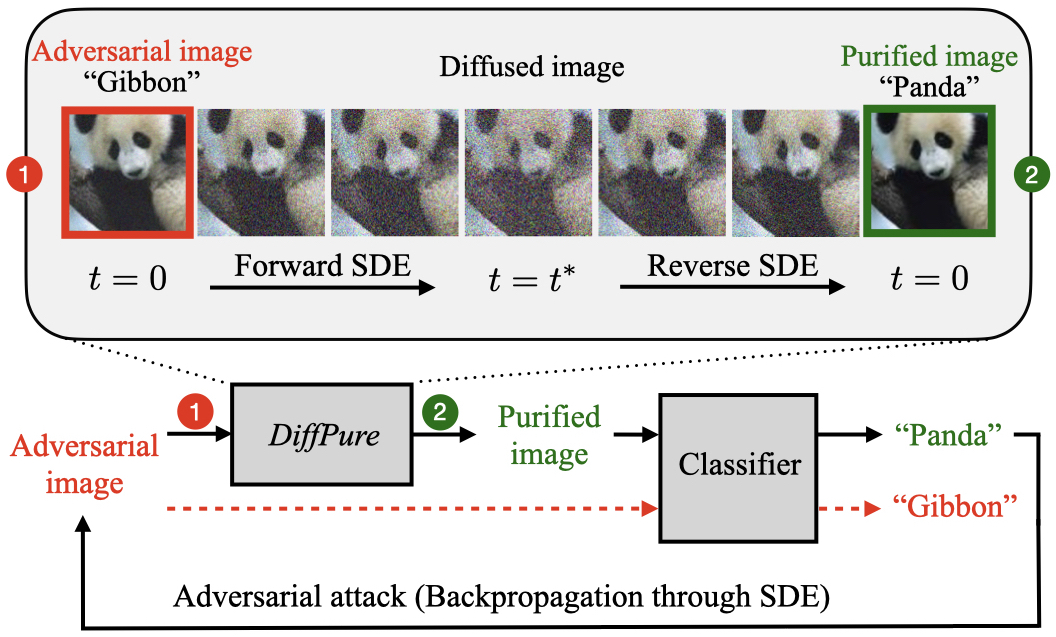 Adversarial image
“Gibbon”
Diffused image
Purified image
“Panda”
1
2
t = 0
Forward SDE
t = t*
Reverse SDE
t = 0
1
2
Adversarial
image
DiffPure
Purified
image
Classifier
“Panda”
“Gibbon”
Adversarial attack (Backpropagation through SDE)